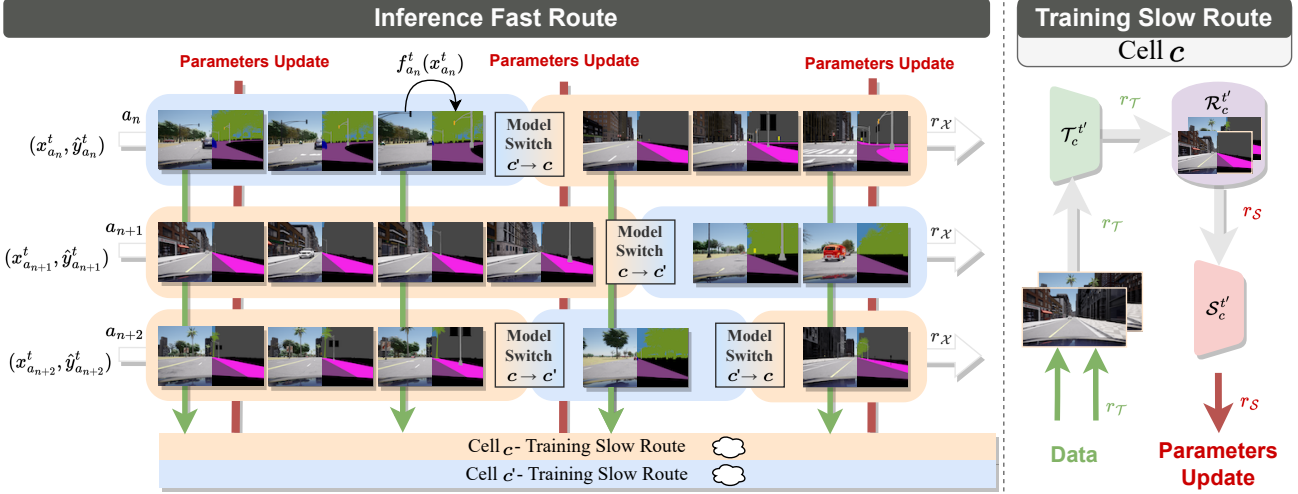 Inference Fast Route
Parameters Update
f^t_{a_n}(x^t_{a_n})
Parameters Update
Parameters Update
(x^t_{a_n}, ŷ^t_{a_n})
a_n
Model
Switch
c' → c
r_𝒳
(x^t_{a_{n+1}}, ŷ^t_{a_{n+1}})
a_{n+1}
Model
Switch
c → c'
r_𝒳
(x^t_{a_{n+2}}, ŷ^t_{a_{n+2}})
a_{n+2}
Model
Switch
c → c'
Model
Switch
c' → c
r_𝒳
Cell c - Training Slow Route
Cell c' - Training Slow Route
Training Slow Route
Cell c
r_𝒯
𝒯_c^{t'}
ℛ_c^{t'}
r_𝒯
r_𝒮
𝒮_c^{t'}
r_𝒯
r_𝒮
Data
Parameters
Update